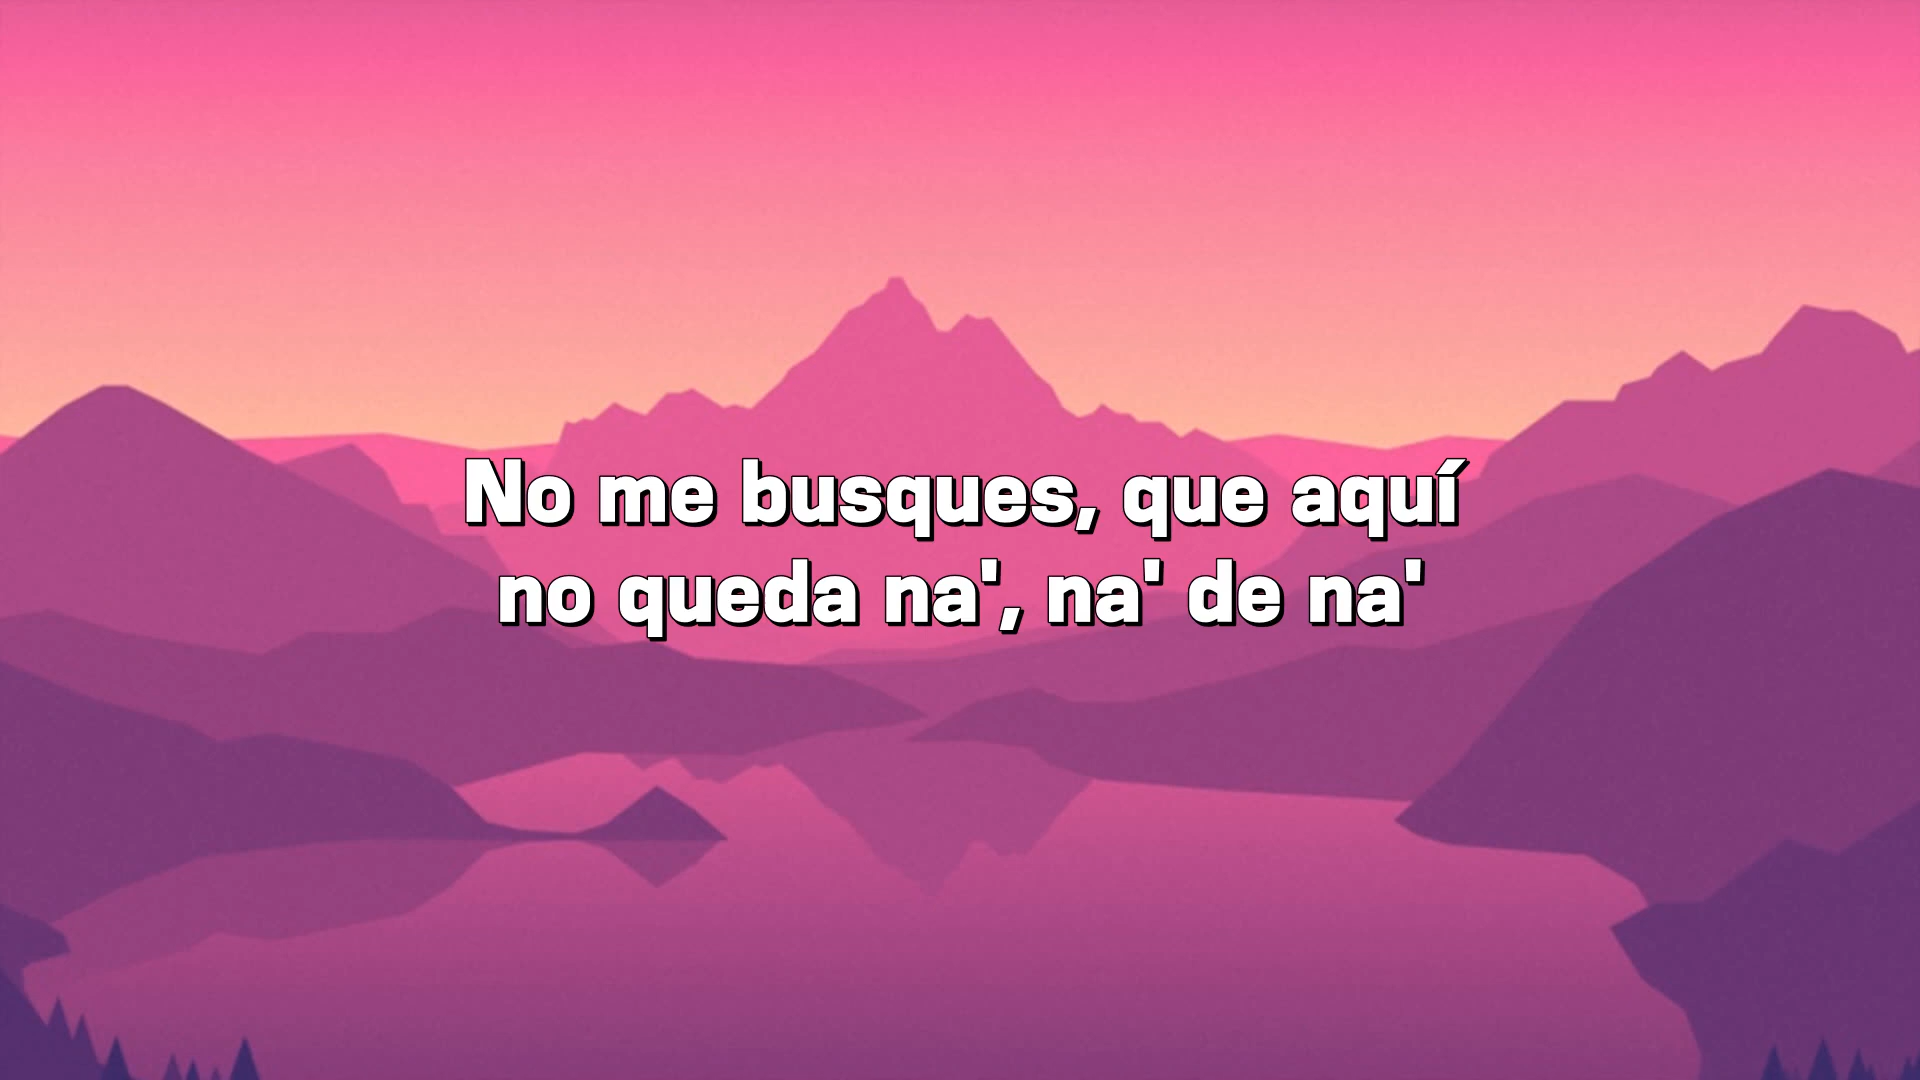 No me busques, que aquí
no queda na', na' de na'